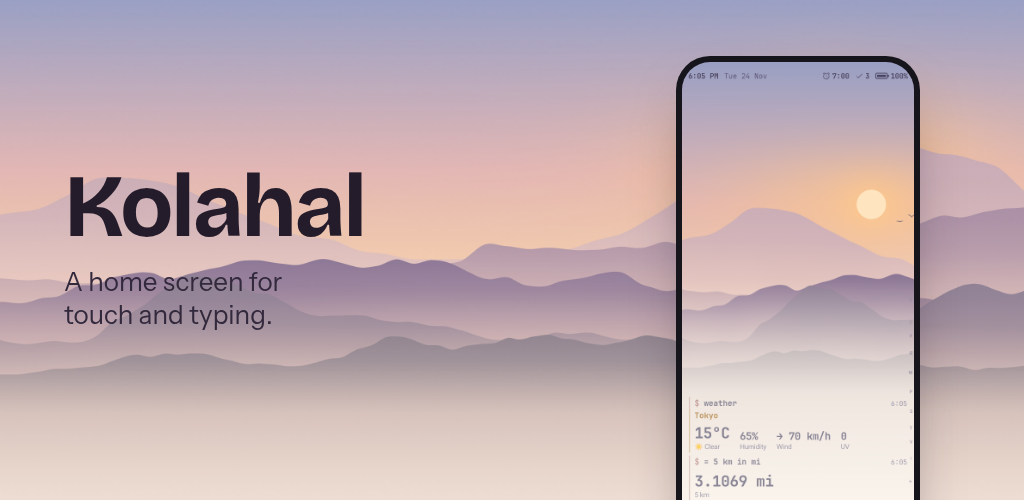 Kolahal
A home screen for
touch and typing.
6:05 PM Tue 24 Nov 7:00 3 100%
$ weather 6:05
Tokyo
15°C 65% → 70 km/h 0
Clear Humidity Wind UV
$ = 5 km in mi 6:05
3.1069 mi
5 km